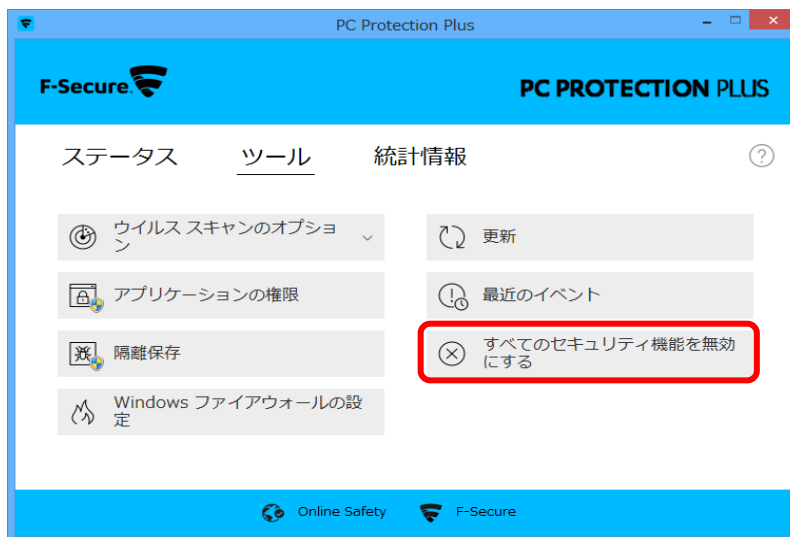 PC Protection Plus
F-Secure.
PC PROTECTION PLUS
ステータス
ツール
統計情報
?
ウイルス スキャンのオプショ
ン
更新
アプリケーションの権限
最近のイベント
隔離保存
すべてのセキュリティ機能を無効
にする
Windows ファイアウォールの設
定
Online Safety
F-Secure